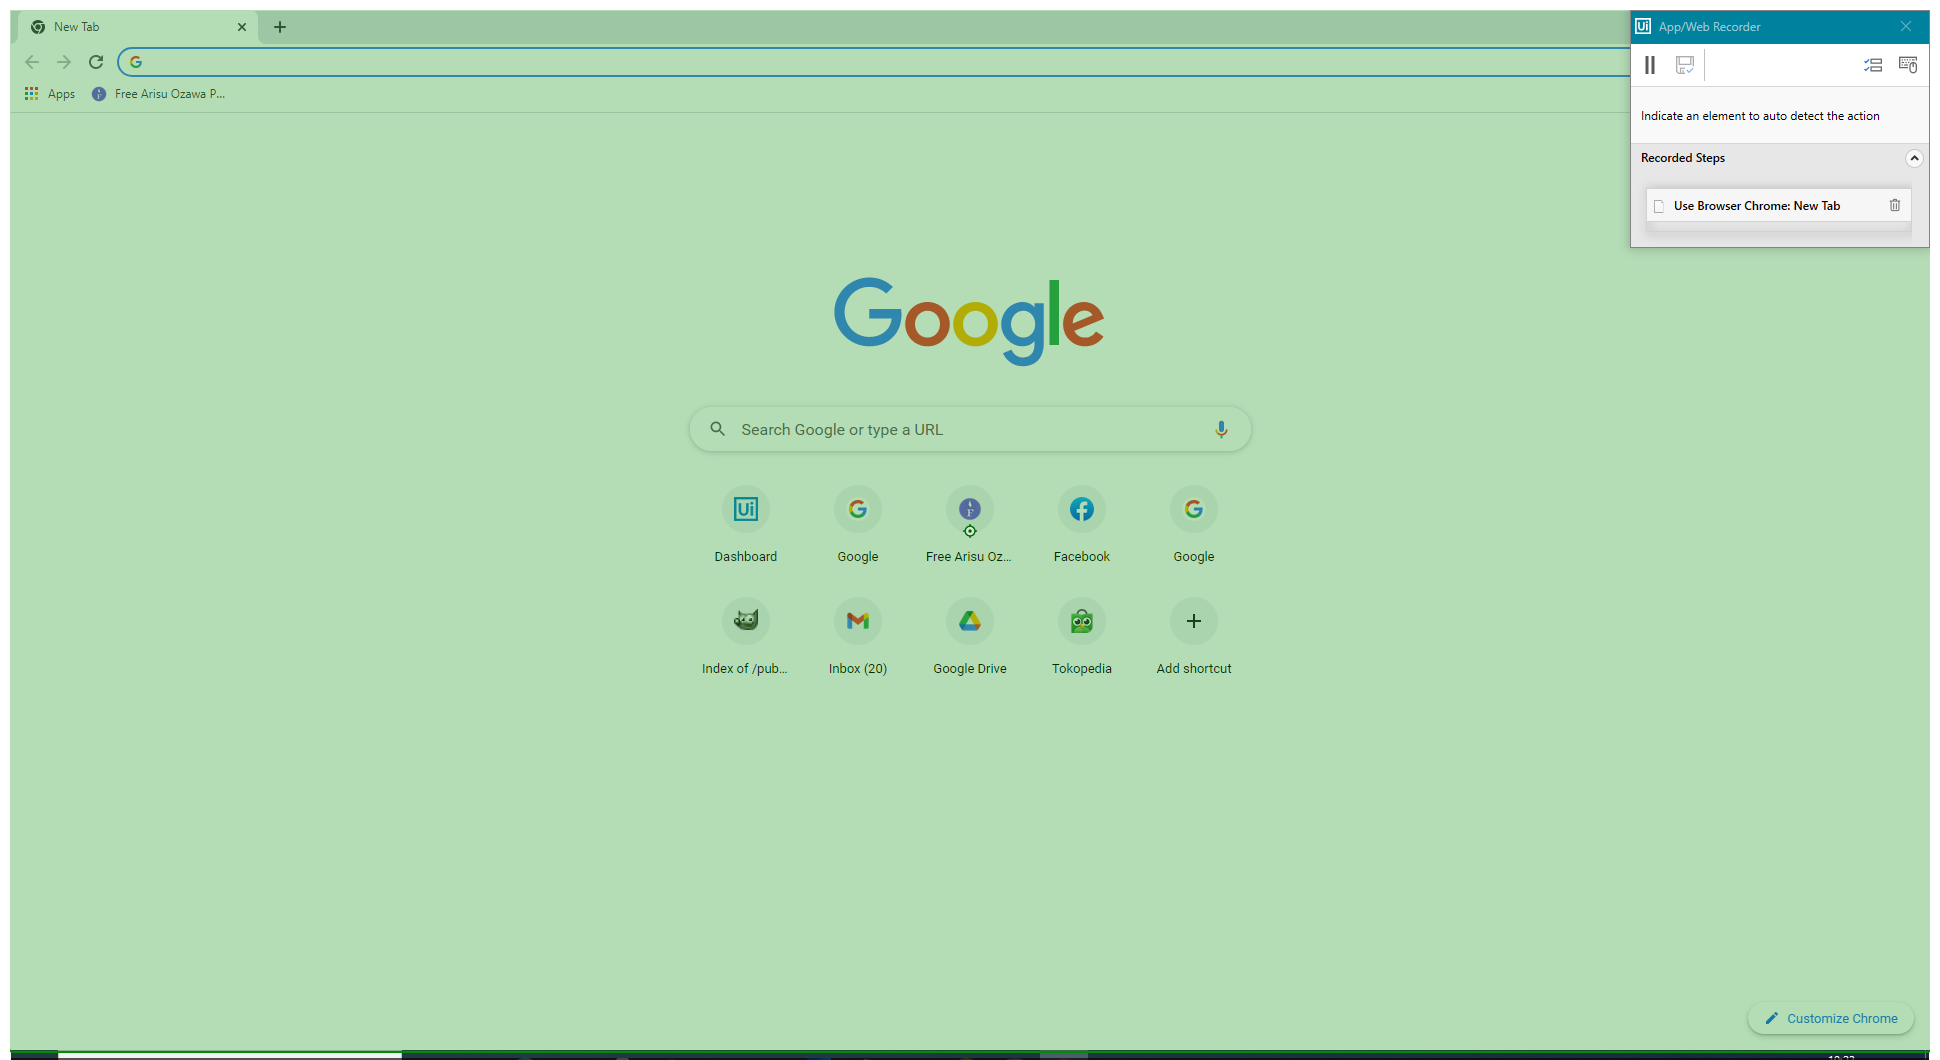 New Tab
App/Web Recorder
Apps
Free Arisu Ozawa P...
Indicate an element to auto detect the action
Recorded Steps
Use Browser Chrome: New Tab
Google
Search Google or type a URL
Ui
F
Dashboard
Google
Free Arisu Oz...
Facebook
Google
Index of /pub...
Inbox (20)
Google Drive
Tokopedia
Add shortcut
Customize Chrome